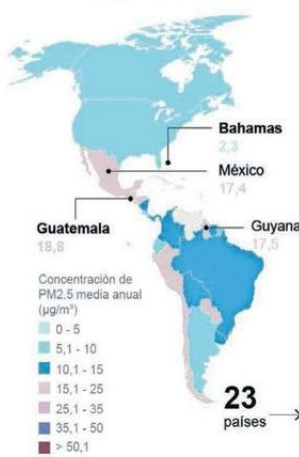 Bahamas
2,3
México
17,4
Guatemala
18,8
Guyana
17,5
Concentración de
PM2.5 media anual
(µg/m³)
0 - 5
5,1 - 10
10,1 - 15
15,1 - 25
25,1 - 35
35,1 - 50
> 50,1
23
países